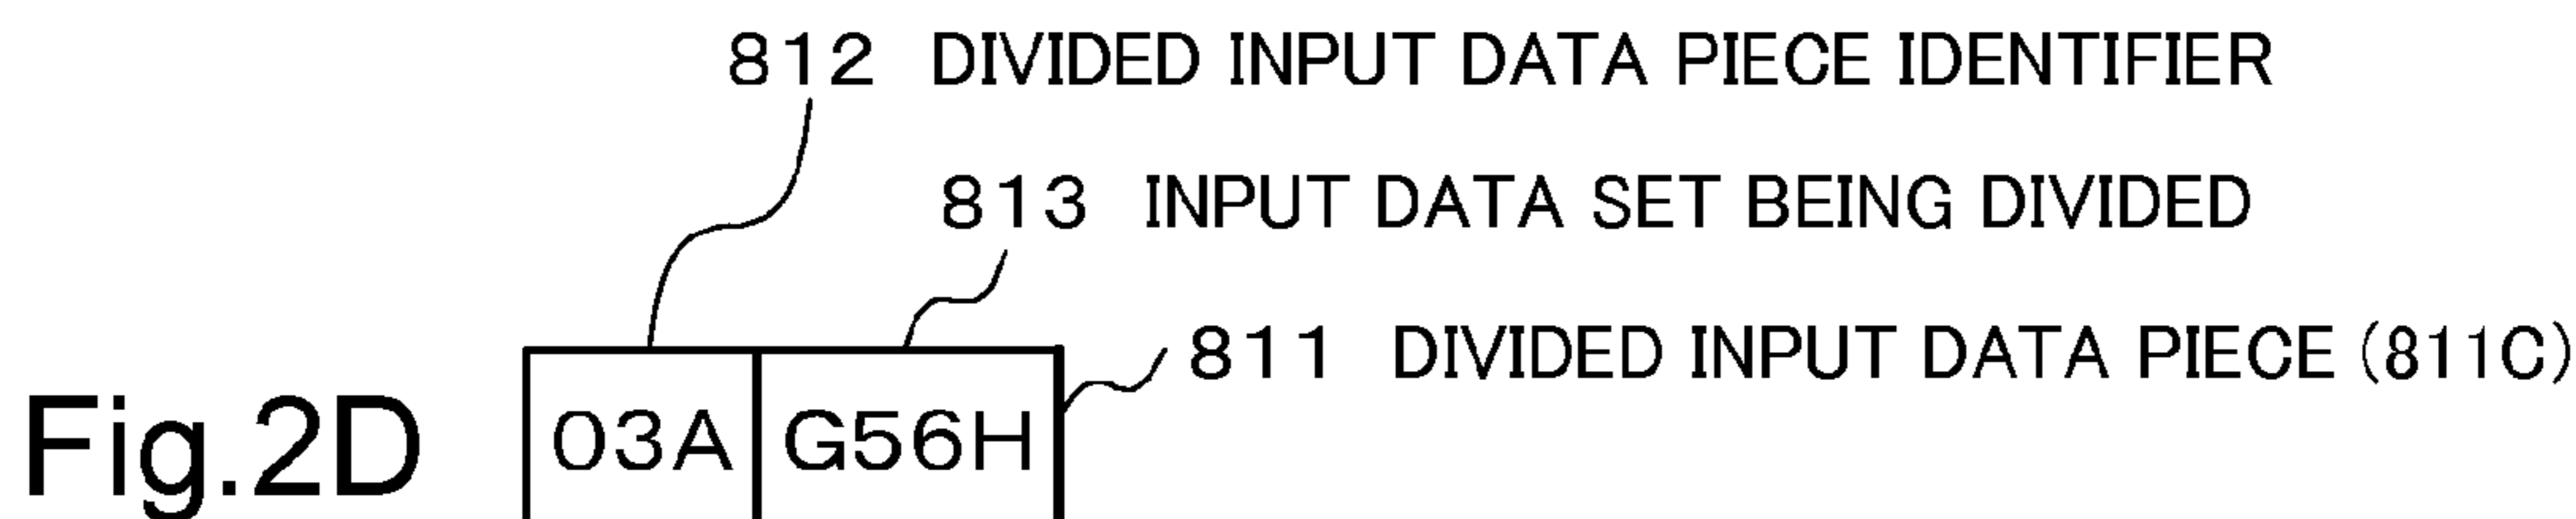 812 DIVIDED INPUT DATA PIECE IDENTIFIER
813 INPUT DATA SET BEING DIVIDED
811 DIVIDED INPUT DATA PIECE (811C)
Fig.2D 03A G56H